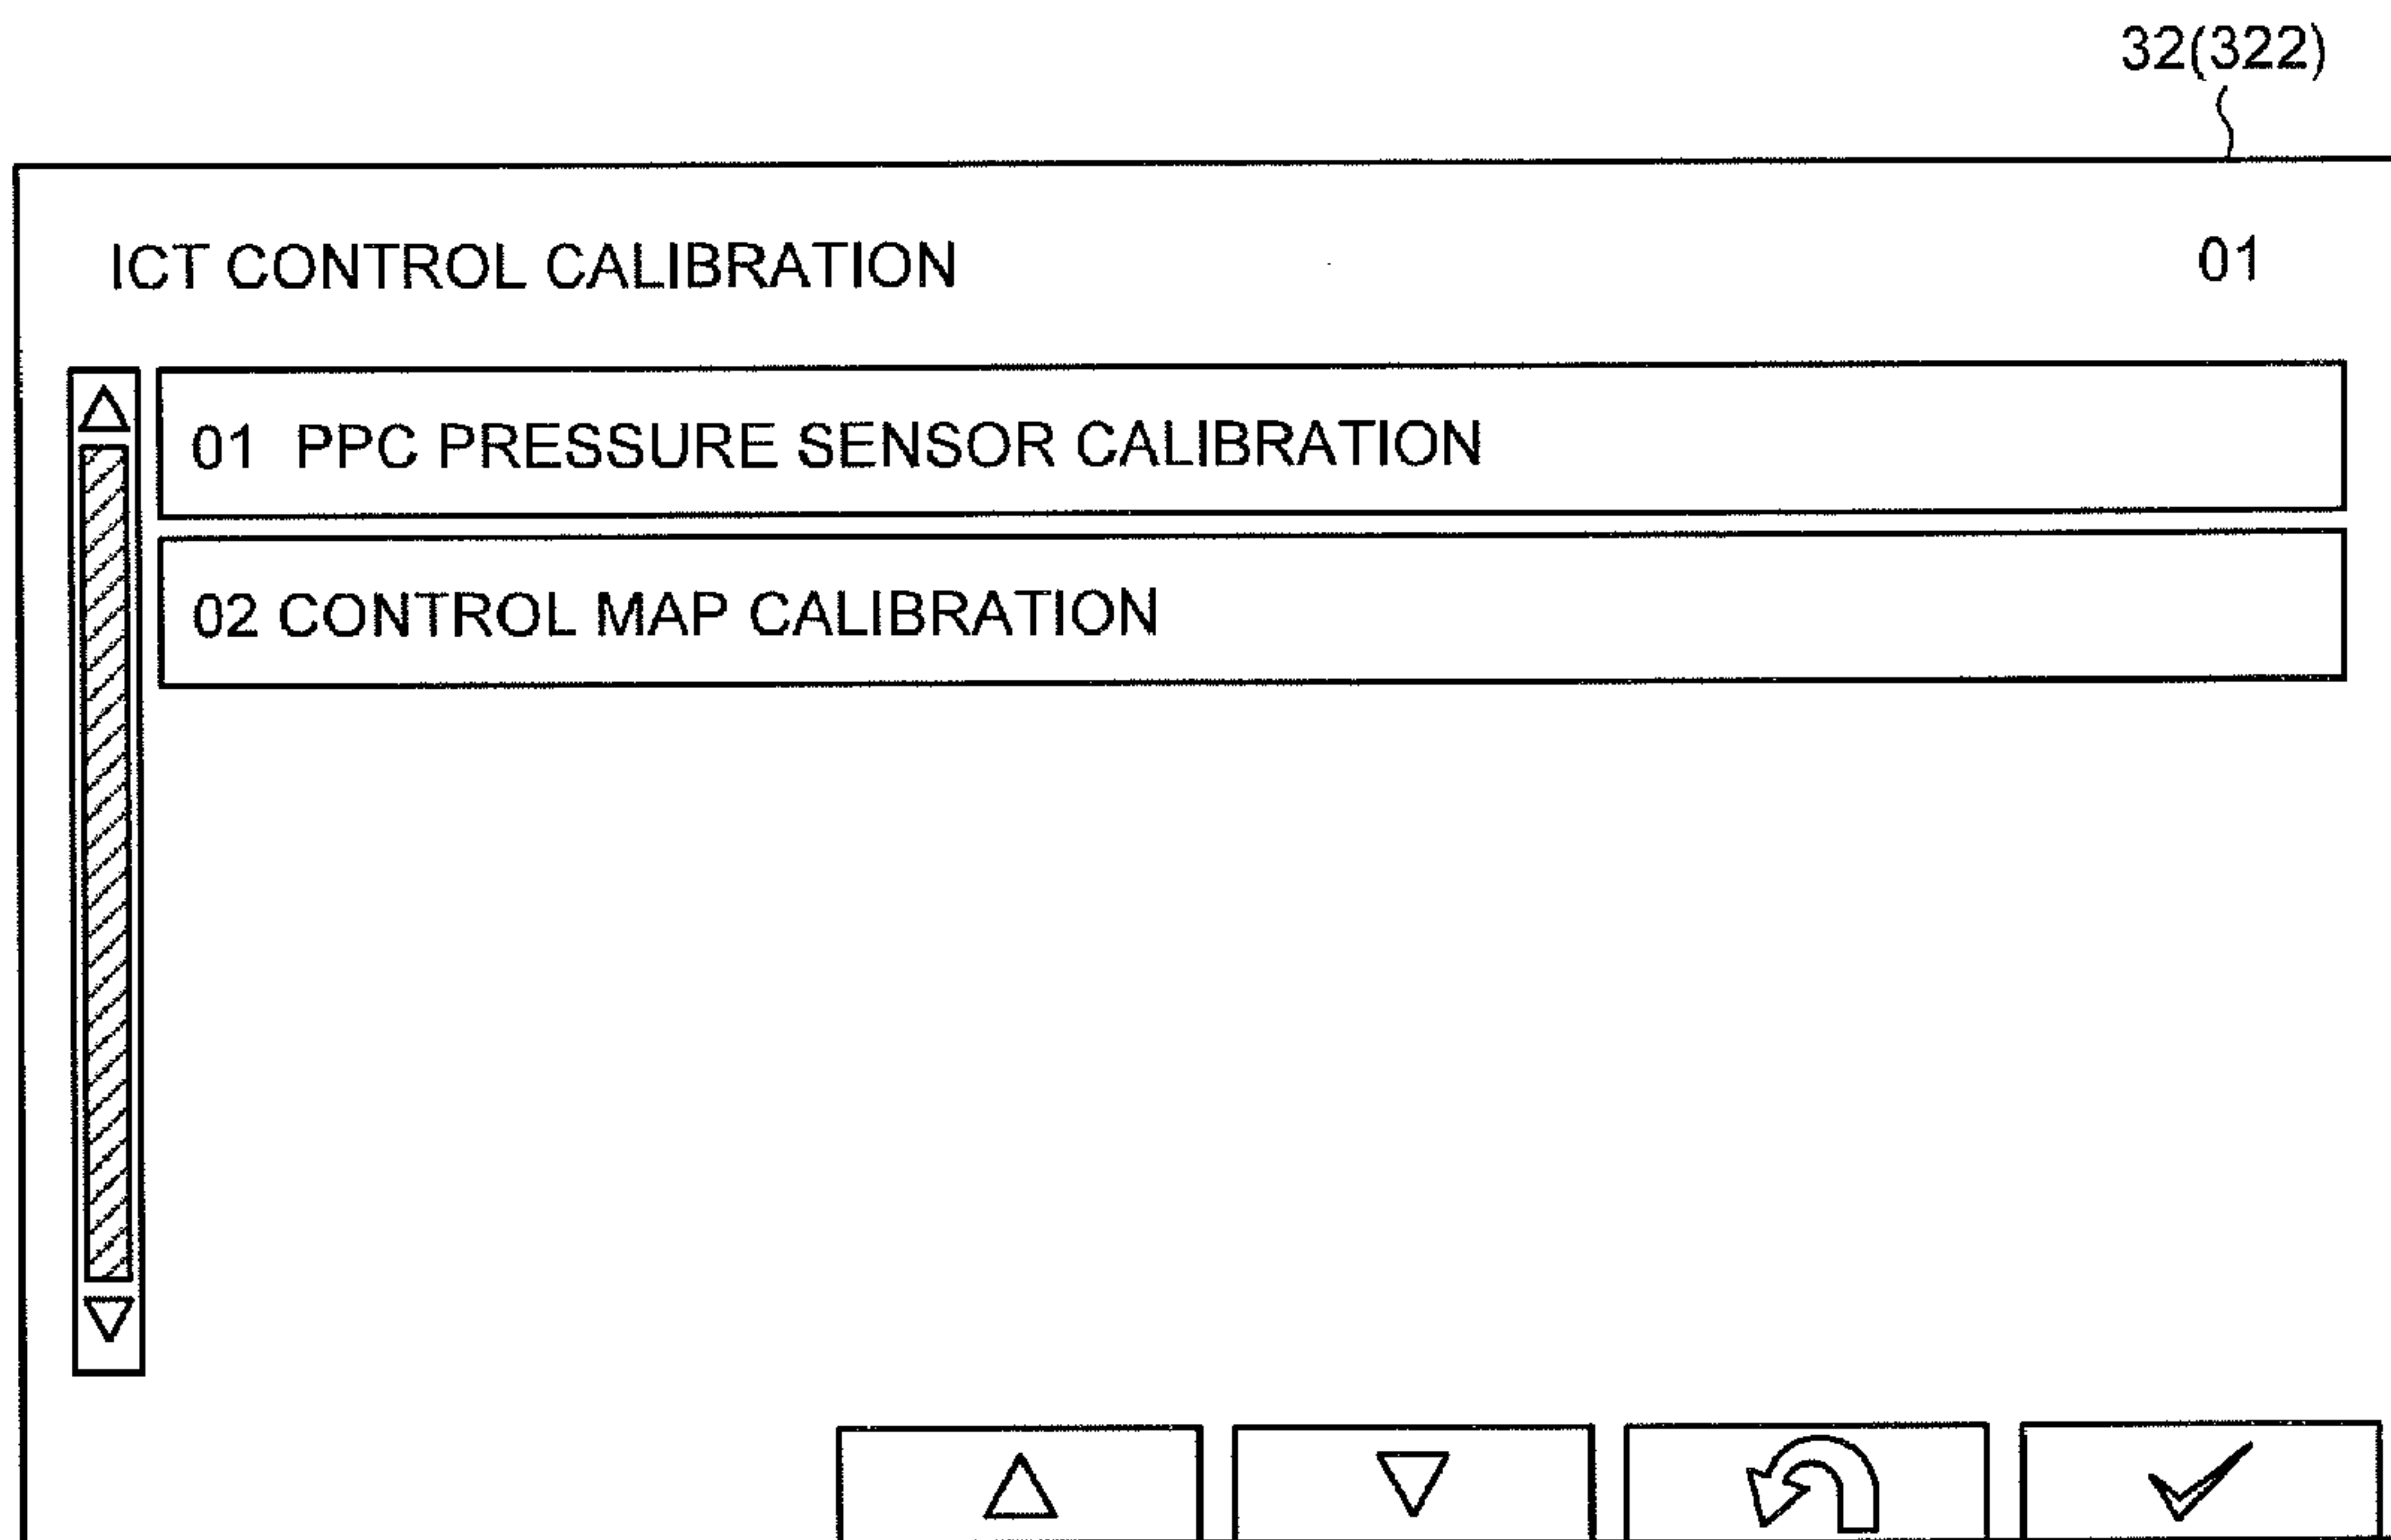 32(322)
ICT CONTROL CALIBRATION 01
01 PPC PRESSURE SENSOR CALIBRATION
02 CONTROL MAP CALIBRATION